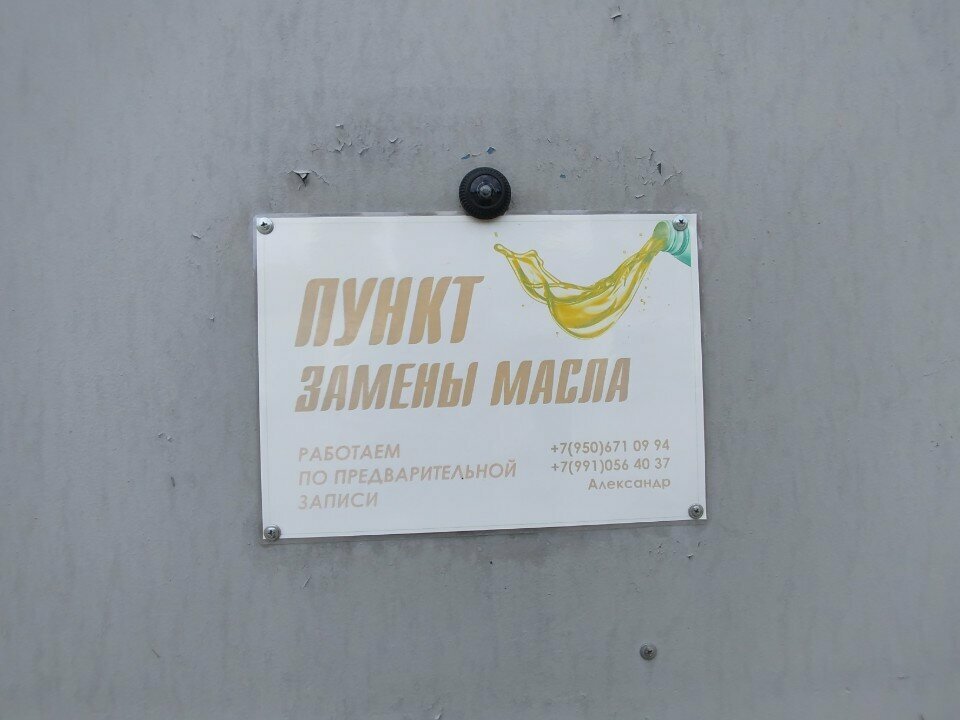 ПУНКТ
ЗАМЕНЫ МАСЛА
РАБОТАЕМ
ПО ПРЕДВАРИТЕЛЬНОЙ
ЗАПИСИ
+7(950)671 09 94
+7(991)056 40 37
Александр